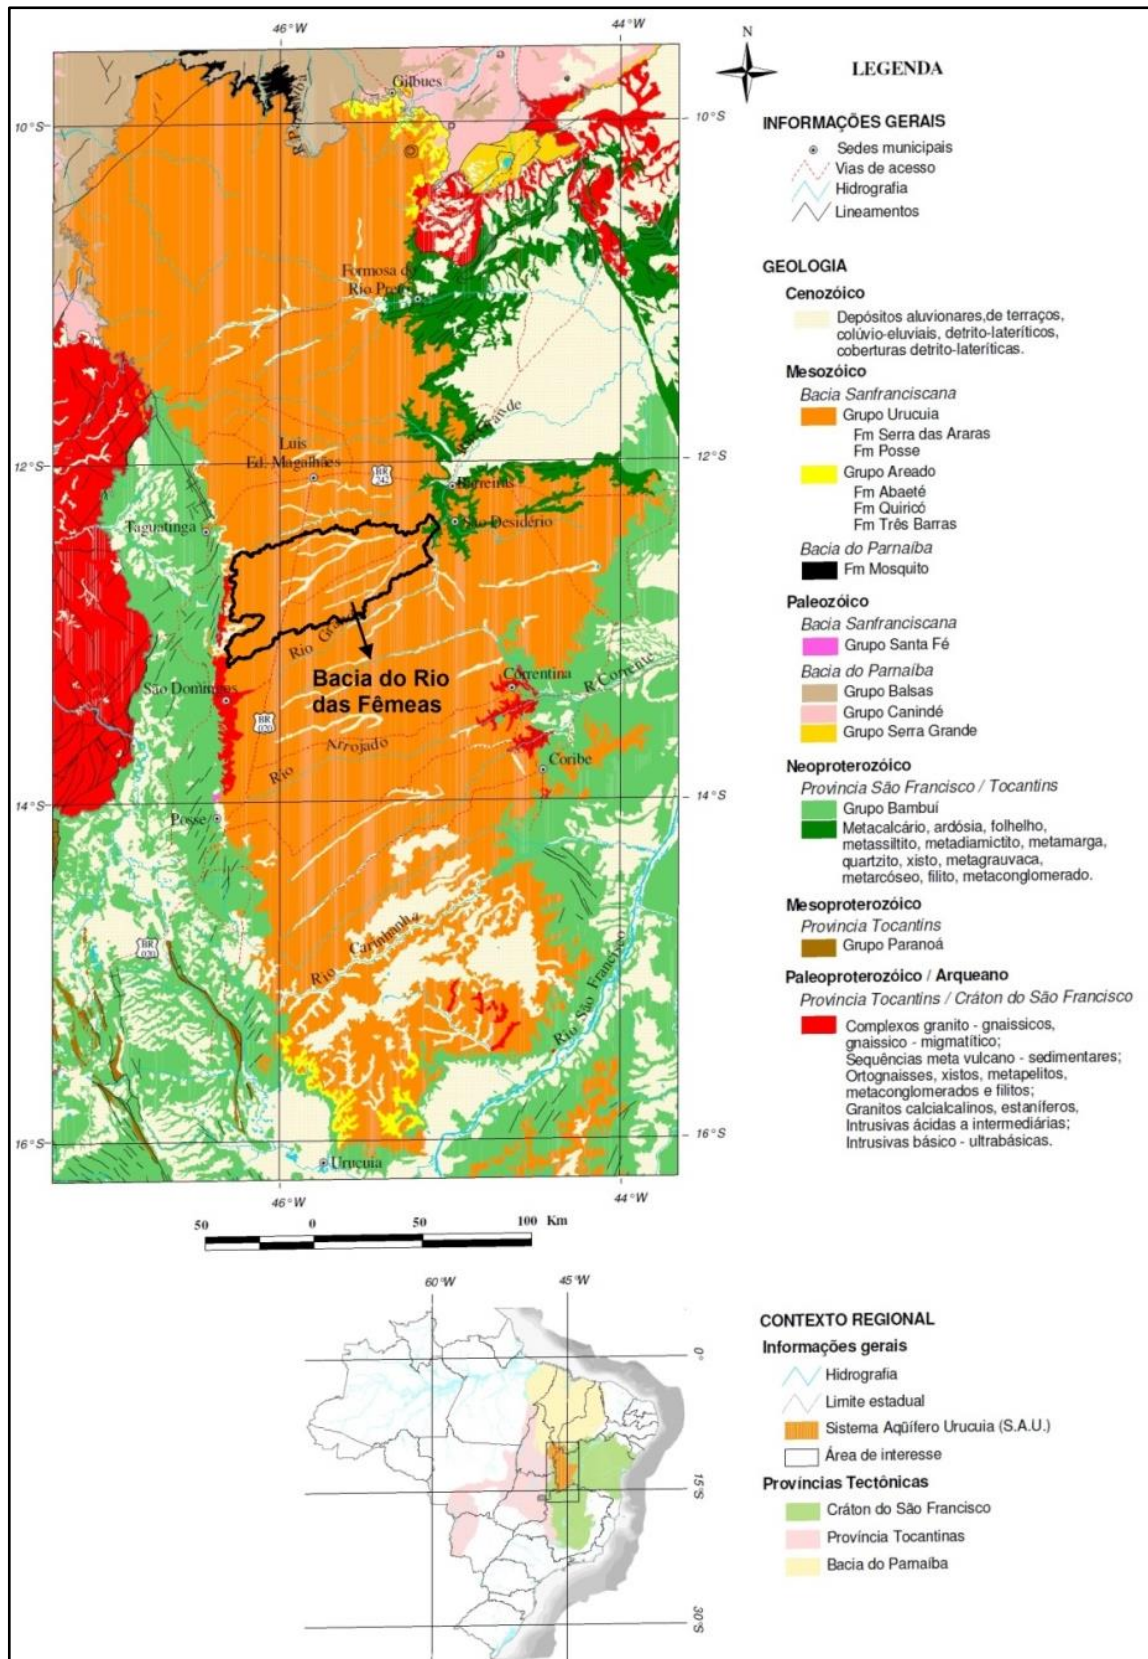 46°W
44°W
N
LEGENDA
INFORMAÇÕES GERAIS
Sedes municipais
Vias de acesso
Hidrografia
Lineamentos
GEOLOGIA
Cenozóico
Depósitos aluvionares,de terraços,
colúvio-eluviais, detrito-lateríticos,
coberturas detrito-lateríticas.
Mesozóico
Bacia Sanfranciscana
Grupo Urucuia
Fm Serra das Araras
Fm Posse
Grupo Areado
Fm Abaeté
Fm Quiricó
Fm Três Barras
Bacia do Parnaíba
Fm Mosquito
Paleozóico
Bacia Sanfranciscana
Grupo Santa Fé
Bacia do Parnaíba
Grupo Balsas
Grupo Canindé
Grupo Serra Grande
Neoproterozóico
Provincia São Francisco / Tocantins
Grupo Bambuí
Metacalcário, ardósia, folhelho,
metassiltito, metadiamictito, metamarga,
quartzito, xisto, metagrauvaca,
metarcóseo, filito, metaconglomerado.
Mesoproterozóico
Provincia Tocantins
Grupo Paranoá
Paleoproterozóico / Arqueano
Provincia Tocantins / Cráton do São Francisco
Complexos granito - gnaissicos,
gnaissico - migmatítico;
Sequências meta vulcano - sedimentares;
Ortognaisses, xistos, metapelitos,
metaconglomerados e filitos;
Granitos calcialcalinos, estaníferos,
Intrusivas ácidas a intermediárias;
Intrusivas básico - ultrabásicas.
Gilbues
10°S
10°S
Formosa do
Rio Preto
Luis
Ed. Magalhães
BR
242
12°S
12°S
Barreiras
São Desidério
Taguatinga
Rio Grande
Bacia do Rio
das Fêmeas
Correntina
R.Corrente
São Domingos
BR
020
Rio Arrojado
Coribe
14°S
14°S
Posse
Rio Carinhanha
BR
020
Rio São Francisco
16°S
16°S
Urucuia
46°W
44°W
50 0 50 100 Km
60°W
45°W
0°
15°S
30°S
CONTEXTO REGIONAL
Informações gerais
Hidrografia
Limite estadual
Sistema Aqüífero Urucuia (S.A.U.)
Área de interesse
Províncias Tectônicas
Cráton do São Francisco
Província Tocantinas
Bacia do Parnaíba